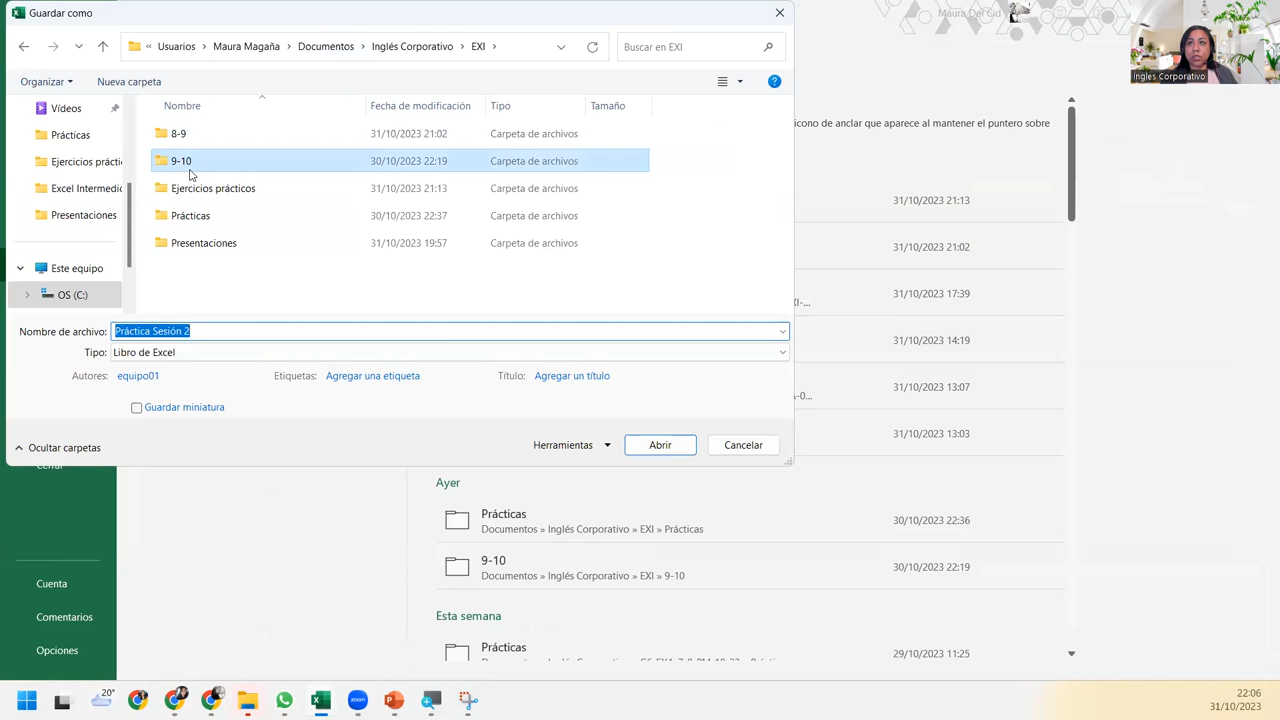 Guardar como
Maura Del Cid
« Usuarios > Maura Magaña > Documentos > Inglés Corporativo > EXI >
Buscar en EXI
Ingles Corporativo
Organizar
Nueva carpeta
Nombre
Fecha de modificación
Tipo
Tamaño
Vídeos
Prácticas
Ejercicios prácti
Excel Intermedic
Presentaciones
Este equipo
OS (C:)
8-9 31/10/2023 21:02 Carpeta de archivos
9-10 30/10/2023 22:19 Carpeta de archivos
Ejercicios prácticos 31/10/2023 21:13 Carpeta de archivos
Prácticas 30/10/2023 22:37 Carpeta de archivos
Presentaciones 31/10/2023 19:57 Carpeta de archivos
icono de anclar que aparece al mantener el puntero sobre
31/10/2023 21:13
31/10/2023 21:02
XI-... 31/10/2023 17:39
31/10/2023 14:19
A-0... 31/10/2023 13:07
31/10/2023 13:03
Nombre de archivo: Práctica Sesión 2
Tipo: Libro de Excel
Autores: equipo01
Etiquetas: Agregar una etiqueta
Título: Agregar un título
Guardar miniatura
Ocultar carpetas
Herramientas
Abrir
Cancelar
Cerrar
Cuenta
Comentarios
Opciones
Ayer
Prácticas
Documentos » Inglés Corporativo » EXI » Prácticas
30/10/2023 22:36
9-10
Documentos » Inglés Corporativo » EXI » 9-10
30/10/2023 22:19
Esta semana
Prácticas
29/10/2023 11:25
20°
zoom
22:06
31/10/2023